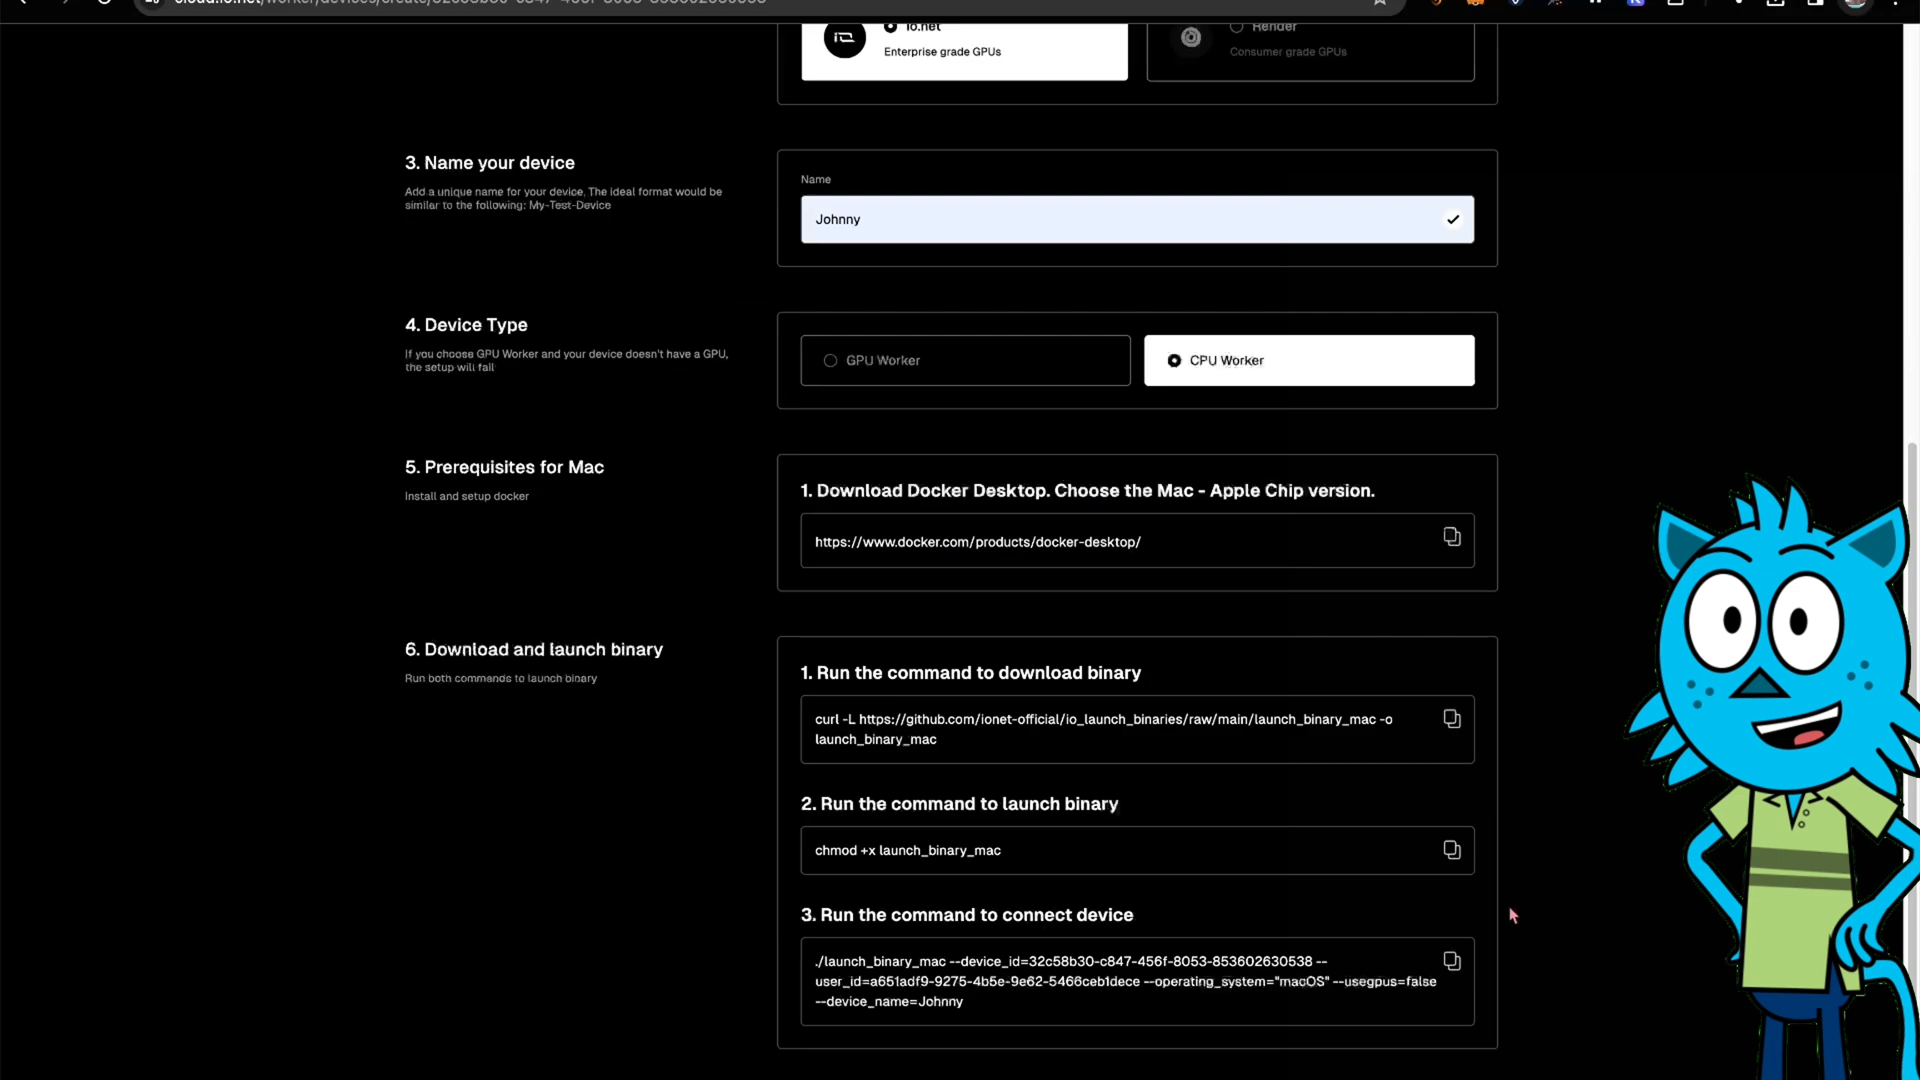 io.net
Enterprise grade GPUs
Render
Consumer grade GPUs
3. Name your device
Add a unique name for your device. The ideal format would be
similar to the following: My-Test-Device
Name
Johnny
4. Device Type
If you choose GPU Worker and your device doesn't have a GPU,
the setup will fail
GPU Worker
CPU Worker
5. Prerequisites for Mac
Install and setup docker
1. Download Docker Desktop. Choose the Mac - Apple Chip version.
https://www.docker.com/products/docker-desktop/
6. Download and launch binary
Run both commands to launch binary
1. Run the command to download binary
curl -L https://github.com/ionet-official/io_launch_binaries/raw/main/launch_binary_mac -o
launch_binary_mac
2. Run the command to launch binary
chmod +x launch_binary_mac
3. Run the command to connect device
./launch_binary_mac --device_id=32c58b30-c847-456f-8053-853602630538 --
user_id=a651adf9-9275-4b5e-9e62-5466ceb1dece --operating_system="macOS" --usegpus=false
--device_name=Johnny